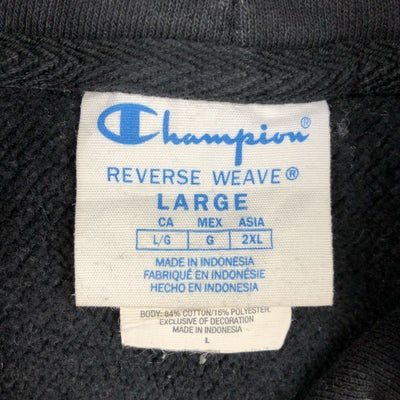 Champion®
REVERSE WEAVE®
LARGE
CA MEX ASIA
L/G G 2XL
MADE IN INDONESIA
FABRIQUÉ EN INDONÉSIE
HECHO EN INDONESIA
BODY: 84% COTTON/16% POLYESTER.
EXCLUSIVE OF DECORATION
MADE IN INDONESIA
L